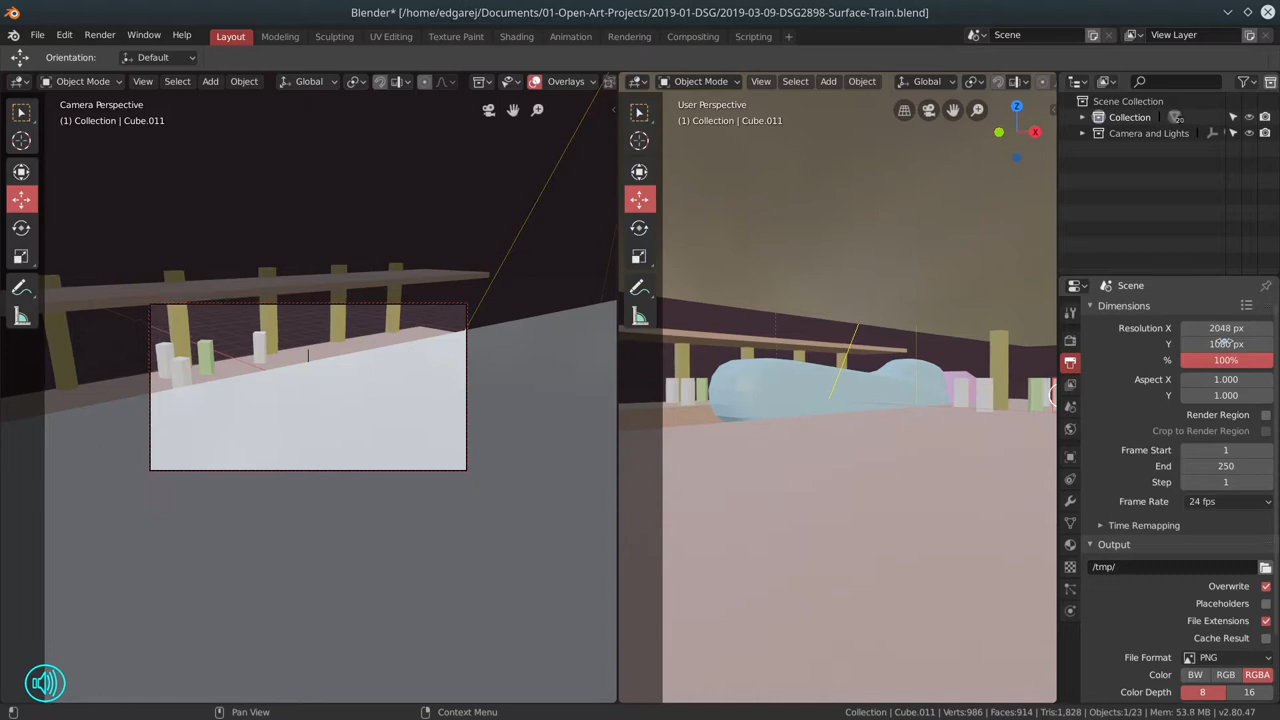 Blender* [/home/edgarej/Documents/01-Open-Art-Projects/2019-01-DSG/2019-03-09-DSG2898-Surface-Train.blend]
File Edit Render Window Help Layout Modeling Sculpting UV Editing Texture Paint Shading Animation Rendering Compositing Scripting + Scene View Layer
Orientation: Default
Object Mode View Select Add Object Global Overlays
Object Mode View Select Add Object Global
Camera Perspective
(1) Collection | Cube.011
User Perspective
(1) Collection | Cube.011
Z
X
Scene Collection
Collection 20
Camera and Lights
Scene
Dimensions
Resolution X 2048 px
Y 1080 px
% 100%
Aspect X 1.000
Y 1.000
Render Region
Crop to Render Region
Frame Start 1
End 250
Step 1
Frame Rate 24 fps
Time Remapping
Output
/tmp/
Overwrite
Placeholders
File Extensions
Cache Result
File Format PNG
Color BW RGB RGBA
Color Depth 8 16
Pan View Context Menu Collection | Cube.011 | Verts:986 | Faces:914 | Tris:1,828 | Objects:1/23 | Mem: 53.8 MB | v2.80.47